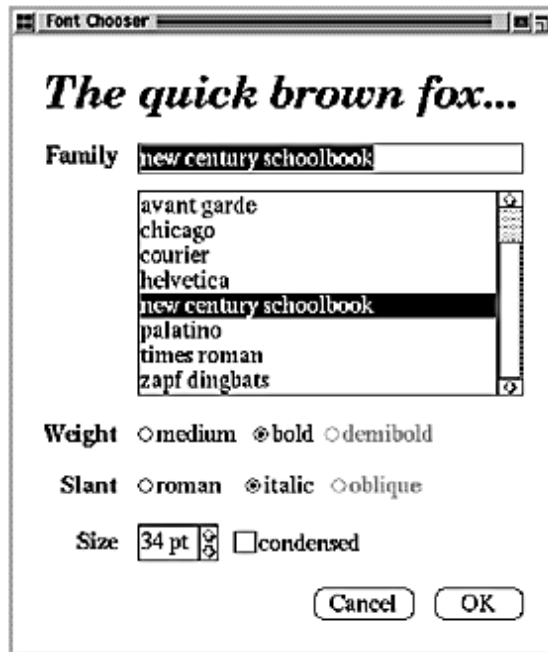 Font Chooser
The quick brown fox...
Family new century schoolbook
avant garde
chicago
courier
helvetica
new century schoolbook
palatino
times roman
zapf dingbats
Weight medium bold demibold
Slant roman italic oblique
Size 34 pt condensed
Cancel OK